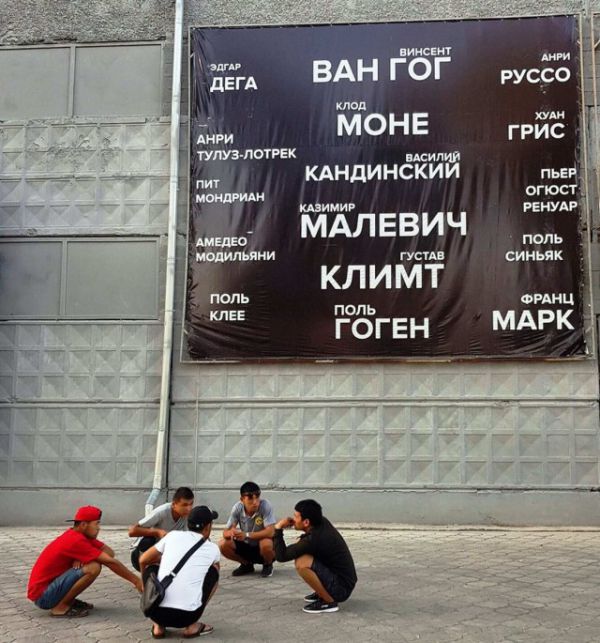 ЭДГАР
ДЕГА
ВИНСЕНТ
ВАН ГОГ
АНРИ
РУССО
КЛОД
МОНЕ
ХУАН
ГРИС
АНРИ
ТУЛУЗ-ЛОТРЕК
ВАСИЛИЙ
КАНДИНСКИЙ
ПЬЕР
ОГЮСТ
РЕНУАР
ПИТ
МОНДРИАН
КАЗИМИР
МАЛЕВИЧ
АМЕДЕО
МОДИЛЬЯНИ
ГУСТАВ
КЛИМТ
ПОЛЬ
СИНЬЯК
ПОЛЬ
КЛЕЕ
ПОЛЬ
ГОГЕН
ФРАНЦ
МАРК